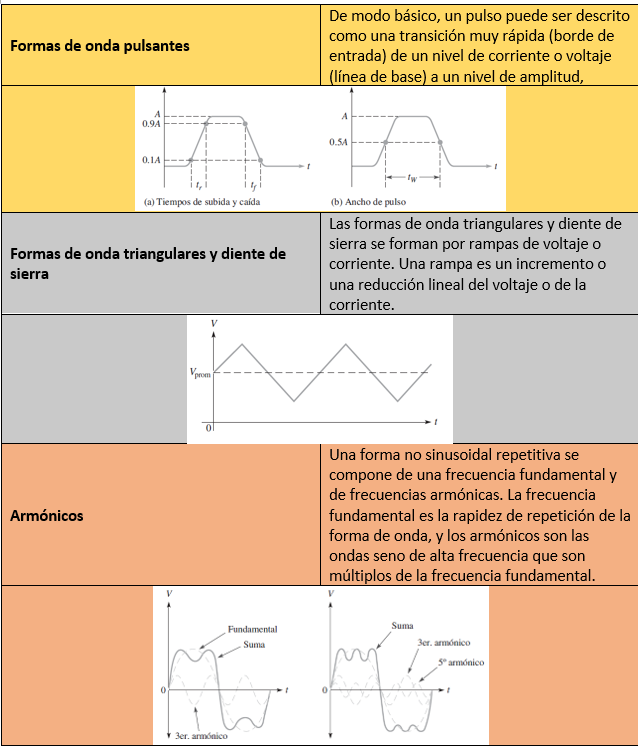 Formas de onda pulsantes
De modo básico, un pulso puede ser descrito
como una transición muy rápida (borde de
entrada) de un nivel de corriente o voltaje
(línea de base) a un nivel de amplitud,
A
0.9A
0.1A
t
tr
tf
(a) Tiempos de subida y caída
A
0.5A
t
tW
(b) Ancho de pulso
Formas de onda triangulares y diente de
sierra
Las formas de onda triangulares y diente de
sierra se forman por rampas de voltaje o
corriente. Una rampa es un incremento o
una reducción lineal del voltaje o de la
corriente.
V
Vprom
0
t
Armónicos
Una forma no sinusoidal repetitiva se
compone de una frecuencia fundamental y
de frecuencias armónicas. La frecuencia
fundamental es la rapidez de repetición de la
forma de onda, y los armónicos son las
ondas seno de alta frecuencia que son
múltiplos de la frecuencia fundamental.
V
Fundamental
Suma
0
t
3er. armónico
V
Suma
3er. armónico
5º armónico
0
t